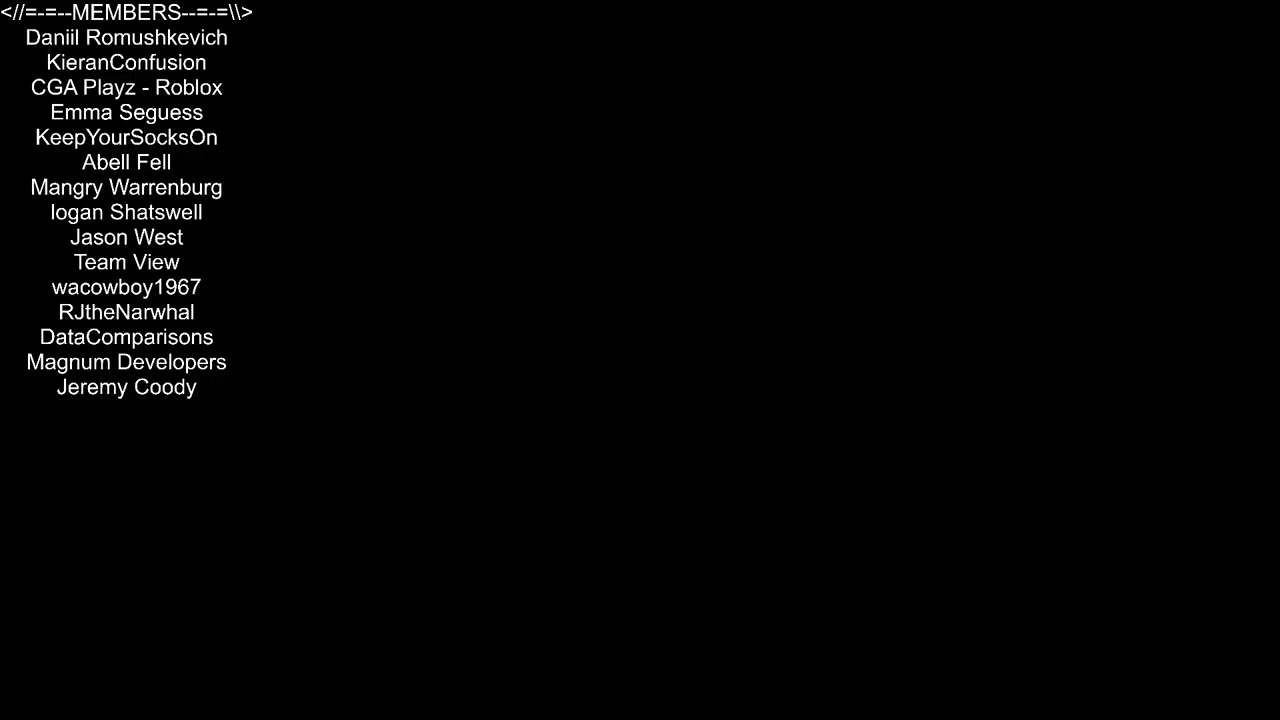 <//=-=--MEMBERS--=-=\\>
Daniil Romushkevich
KieranConfusion
CGA Playz - Roblox
Emma Seguess
KeepYourSocksOn
Abell Fell
Mangry Warrenburg
logan Shatswell
Jason West
Team View
wacowboy1967
RJtheNarwhal
DataComparisons
Magnum Developers
Jeremy Coody